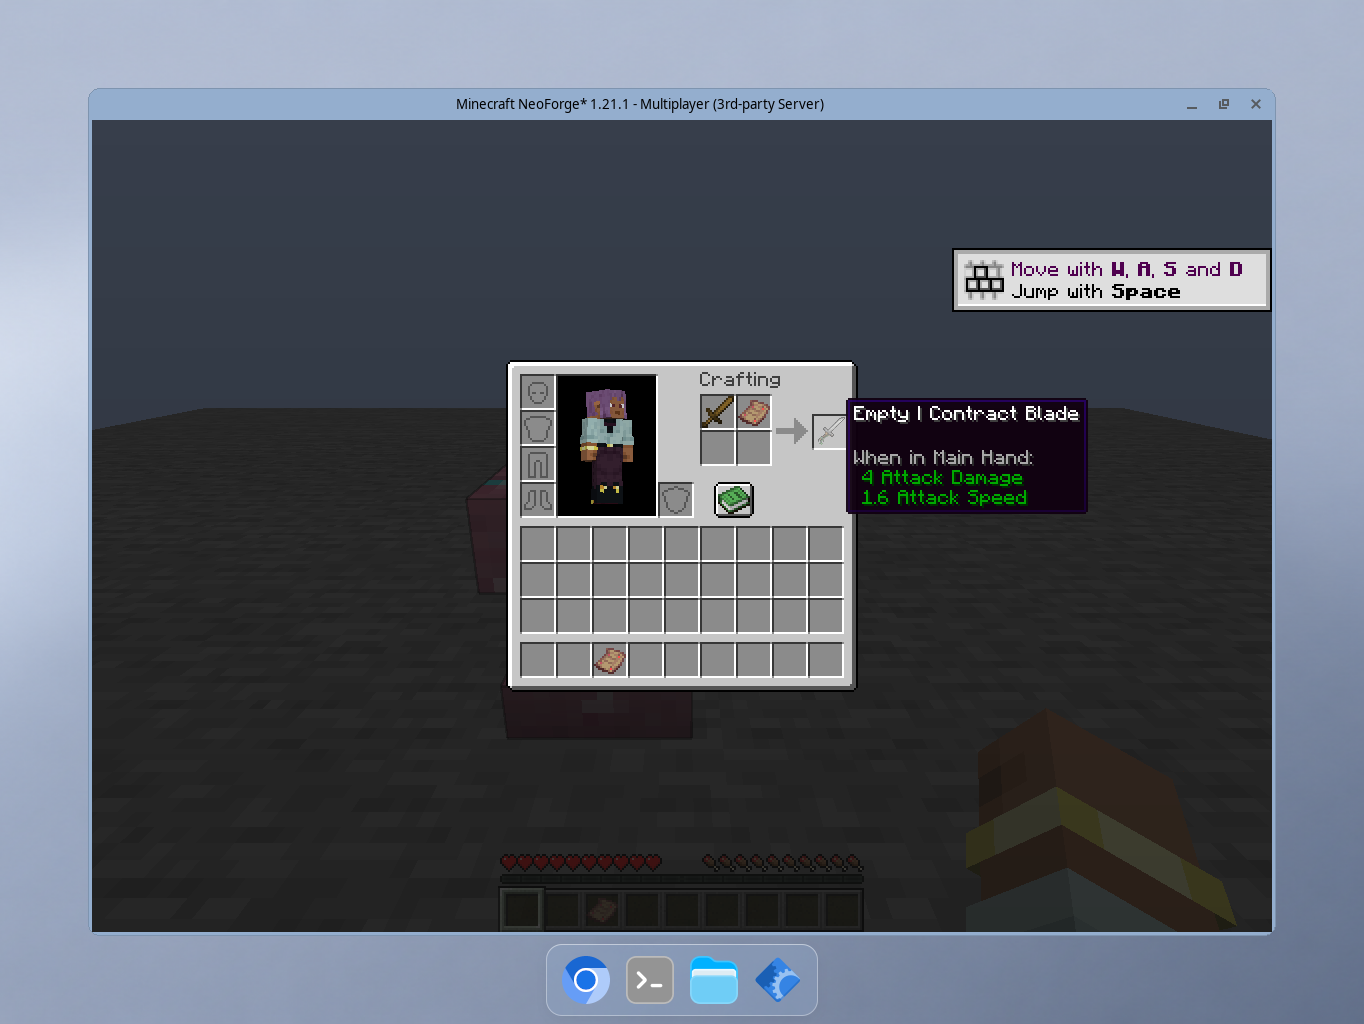 Minecraft NeoForge* 1.21.1 - Multiplayer (3rd-party Server)
Move with W, A, S and D
Jump with Space
Crafting
Empty | Contract Blade
When in Main Hand:
4 Attack Damage
1.6 Attack Speed